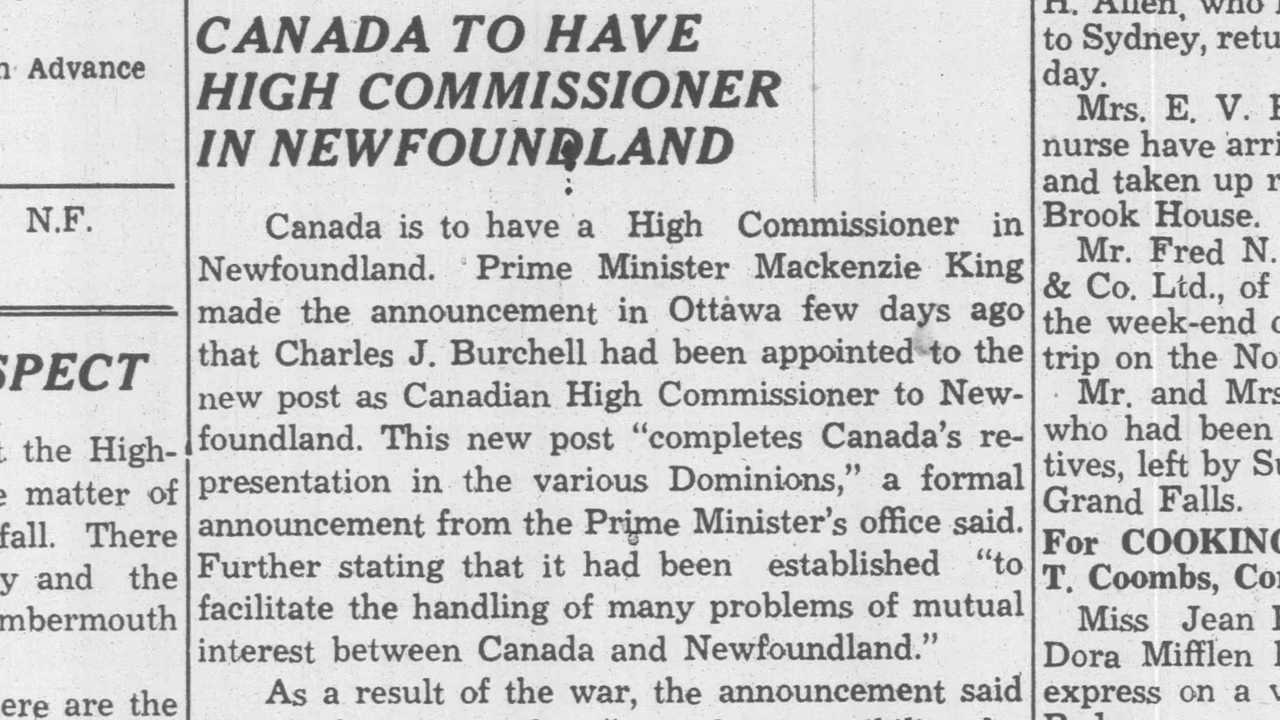 n Advance
N.F.
SPECT
t the High-
e matter of
fall. There
y and the
mbermouth
ere are the
CANADA TO HAVE
HIGH COMMISSIONER
IN NEWFOUNDLAND
Canada is to have a High Commissioner in
Newfoundland. Prime Minister Mackenzie King
made the announcement in Ottawa few days ago
that Charles J. Burchell had been appointed to the
new post as Canadian High Commissioner to New-
foundland. This new post “completes Canada’s re-
presentation in the various Dominions,” a formal
announcement from the Prime Minister’s office said.
Further stating that it had been established “to
facilitate the handling of many problems of mutual
interest between Canada and Newfoundland.”
As a result of the war, the announcement said
H. Allen, who
to Sydney, retu
day.
Mrs. E. V.
nurse have arri
and taken up r
Brook House.
Mr. Fred N.
& Co. Ltd., of
the week-end
trip on the No
Mr. and Mrs
who had been
tives, left by Su
Grand Falls.
For COOKING
T. Coombs, Co
Miss Jean
Dora Mifflen
express on a v